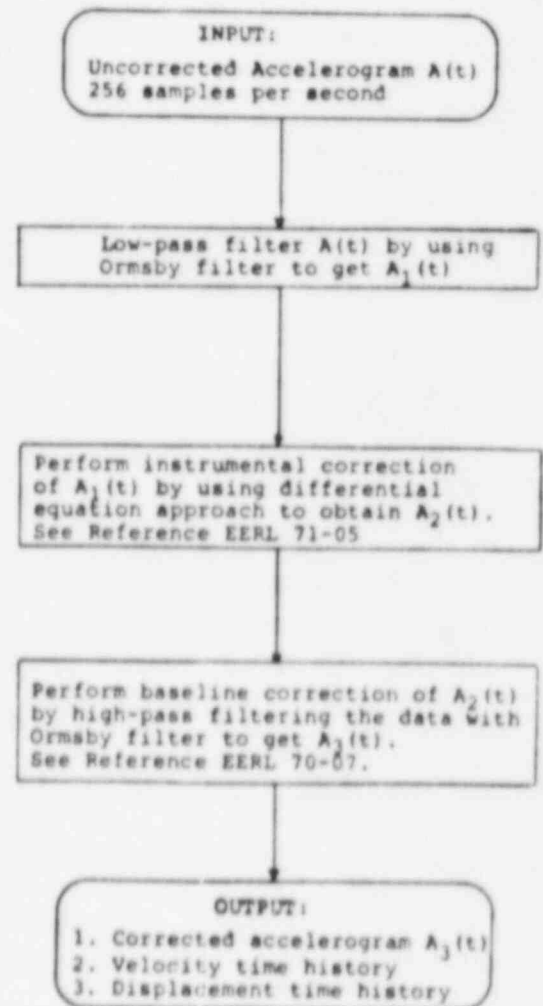 INPUT:
Uncorrected Accelerogram A(t)
256 samples per second
Low-pass filter A(t) by using
Ormsby filter to get A₁(t)
Perform instrumental correction
of A₁(t) by using differential
equation approach to obtain A₂(t).
See Reference EERL 71-05
Perform baseline correction of A₂(t)
by high-pass filtering the data with
Ormsby filter to get A₃(t).
See Reference EERL 70-07.
OUTPUT:
1. Corrected accelerogram A₃(t)
2. Velocity time history
3. Displacement time history